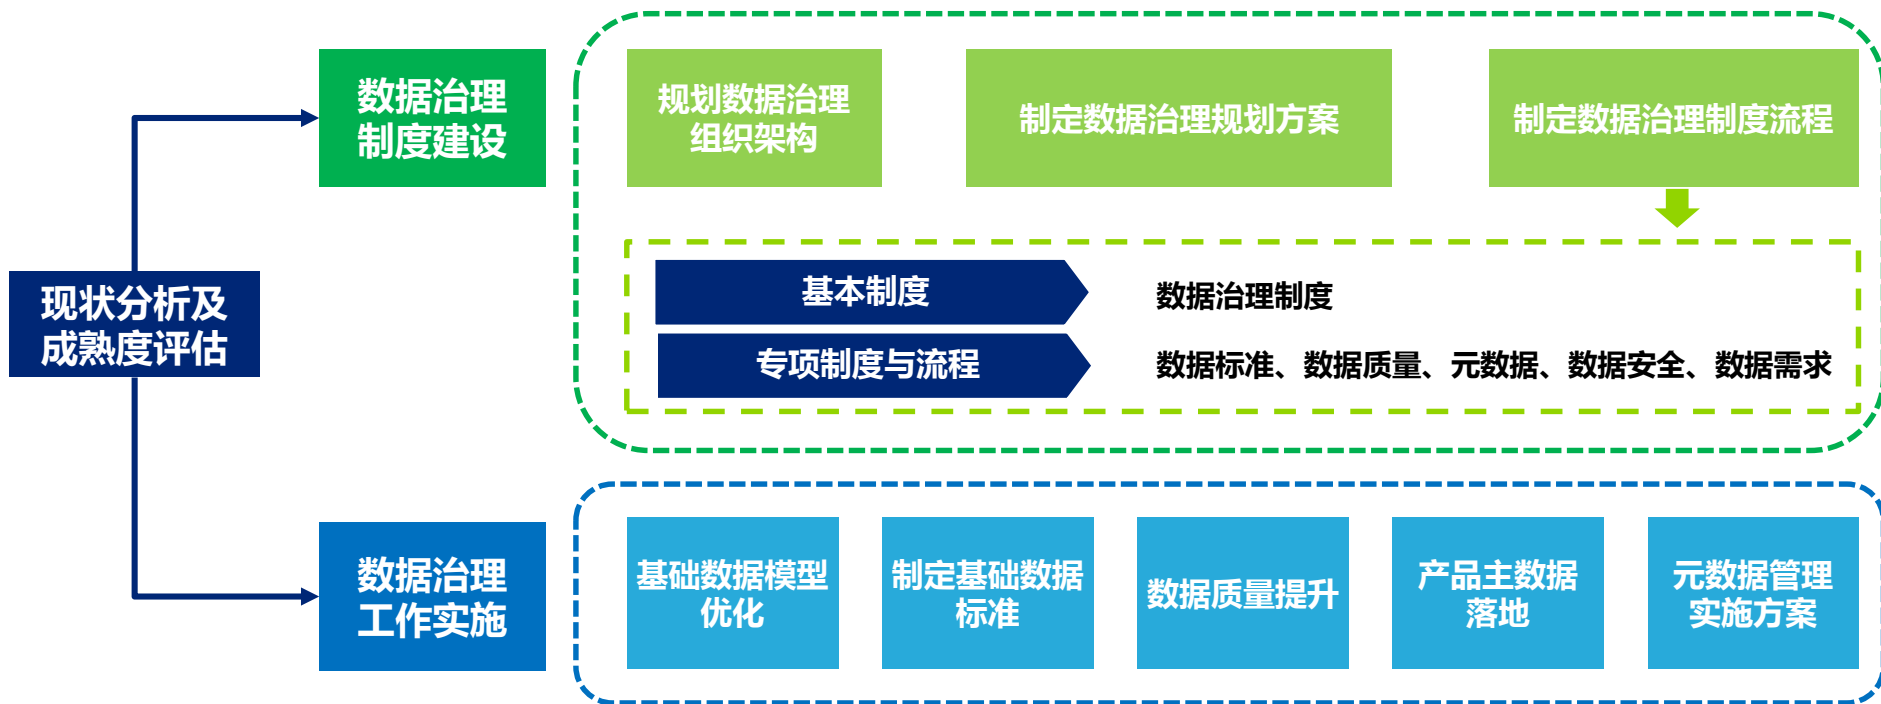 数据治理
制度建设
规划数据治理
组织架构
制定数据治理规划方案
制定数据治理制度流程
基本制度
数据治理制度
专项制度与流程
数据标准、数据质量、元数据、数据安全、数据需求
现状分析及
成熟度评估
数据治理
工作实施
基础数据模型
优化
制定基础数据
标准
数据质量提升
产品主数据
落地
元数据管理
实施方案